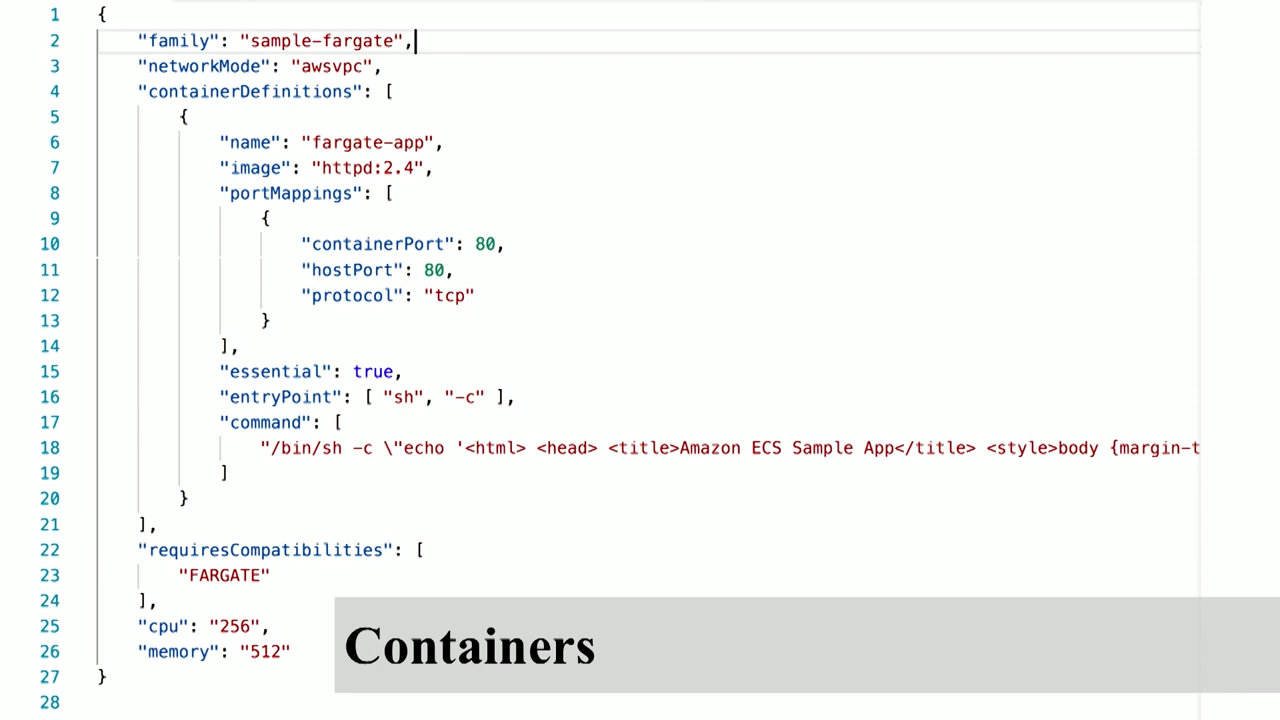 1 {
2 "family": "sample-fargate",
3 "networkMode": "awsvpc",
4 "containerDefinitions": [
5 {
6 "name": "fargate-app",
7 "image": "httpd:2.4",
8 "portMappings": [
9 {
10 "containerPort": 80,
11 "hostPort": 80,
12 "protocol": "tcp"
13 }
14 ],
15 "essential": true,
16 "entryPoint": [ "sh", "-c" ],
17 "command": [
18 "/bin/sh -c \"echo '<html> <head> <title>Amazon ECS Sample App</title> <style>body {margin-t
19 ]
20 }
21 ],
22 "requiresCompatibilities": [
23 "FARGATE"
24 ],
25 "cpu": "256",
26 "memory": "512"
27 }
28
Containers